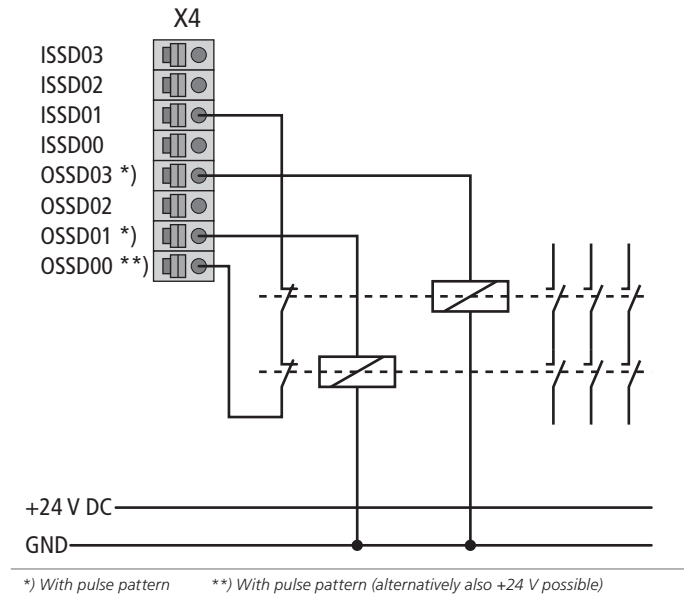 X4
ISSD03
ISSD02
ISSD01
ISSD00
OSSD03 *)
OSSD02
OSSD01 *)
OSSD00 **)
+24 V DC
GND
*) With pulse pattern **) With pulse pattern (alternatively also +24 V possible)